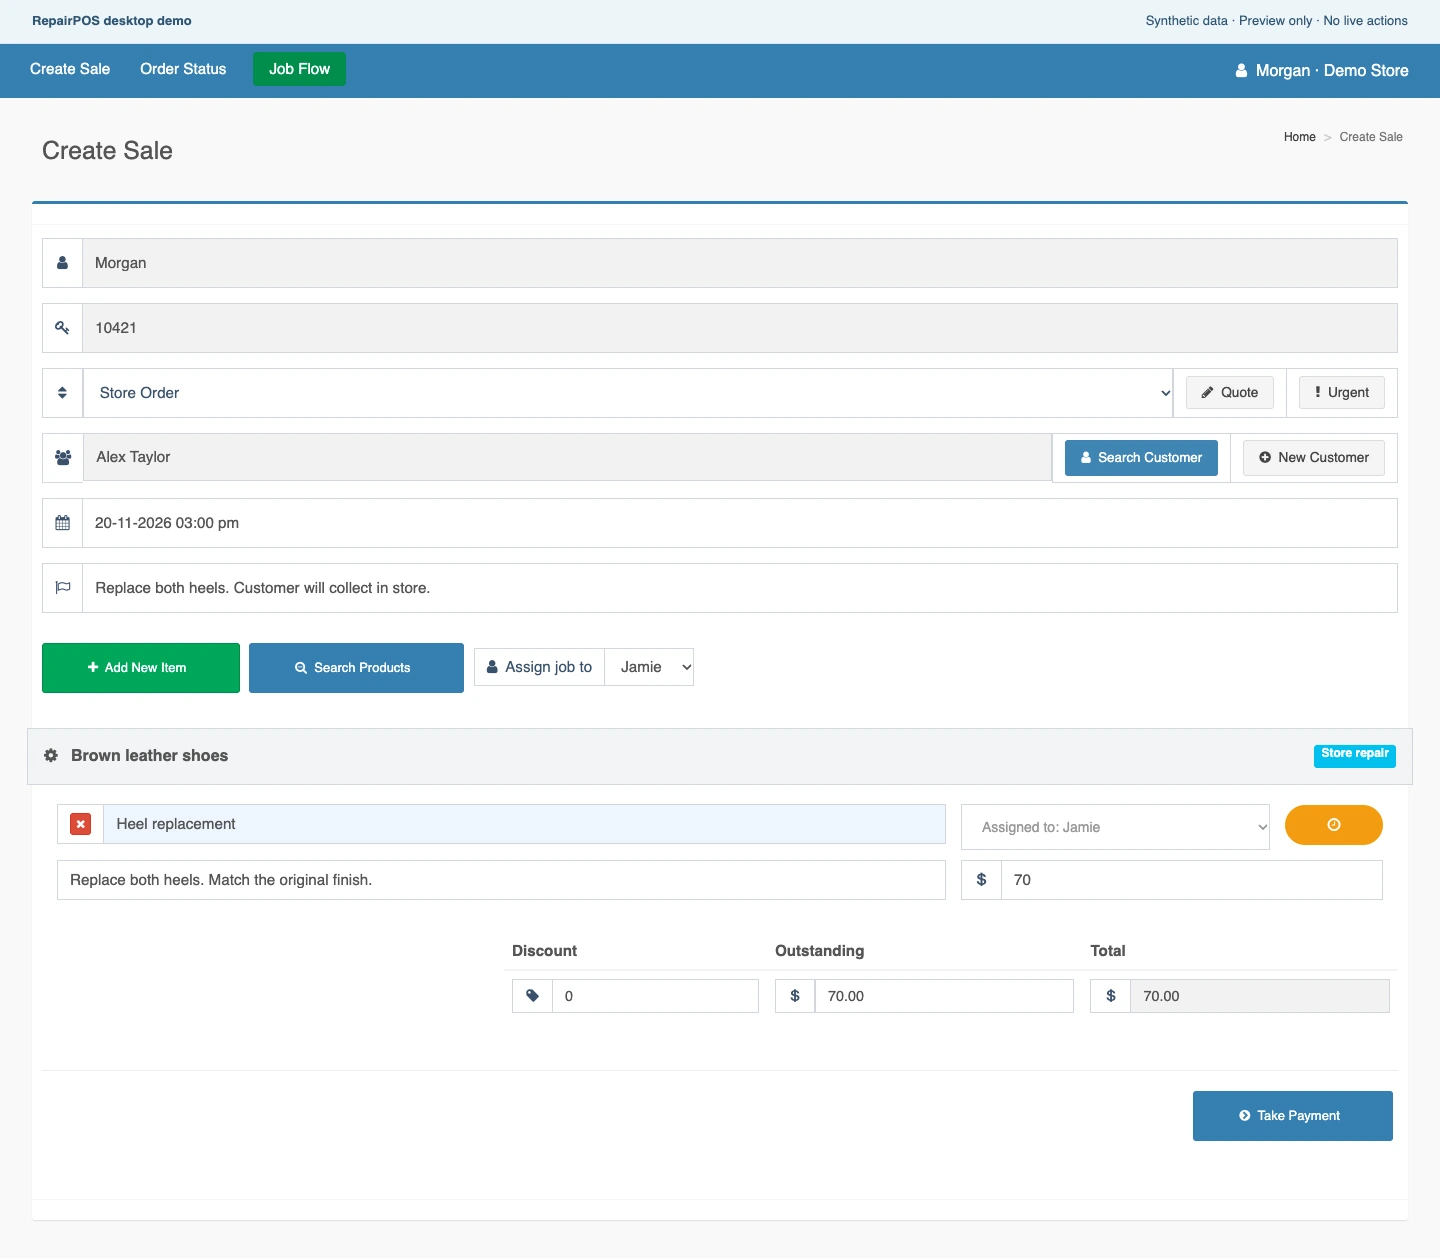 RepairPOS desktop demo
Synthetic data · Preview only · No live actions
Create Sale
Order Status
Job Flow
Morgan · Demo Store
Create Sale
Home > Create Sale
Morgan
10421
Store Order
Quote
Urgent
Alex Taylor
Search Customer
New Customer
20-11-2026 03:00 pm
Replace both heels. Customer will collect in store.
Add New Item
Search Products
Assign job to
Jamie
Brown leather shoes
Store repair
Heel replacement
Assigned to: Jamie
Replace both heels. Match the original finish.
$ 70
Discount
Outstanding
Total
0
$ 70.00
$ 70.00
Take Payment